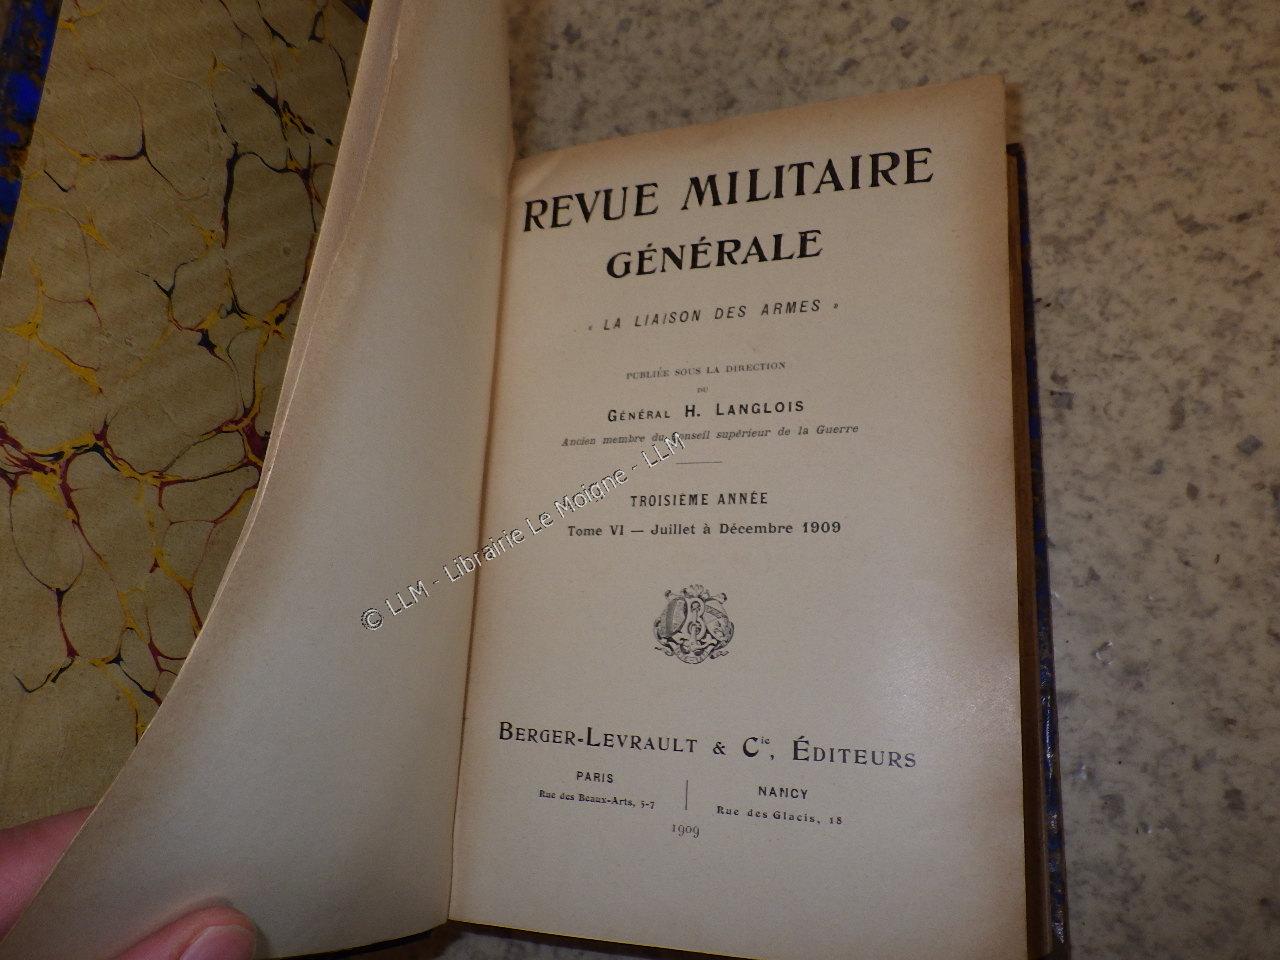 REVUE MILITAIRE
GÉNÉRALE
« LA LIAISON DES ARMES »
PUBLIÉE SOUS LA DIRECTION
DU
GÉNÉRAL H. LANGLOIS
Ancien membre du Conseil supérieur de la Guerre
TROISIÈME ANNÉE
Tome VI — Juillet à Décembre 1909
© LLM - Librairie Le Moigne - LLM
BERGER-LEVRAULT & Cie, ÉDITEURS
PARIS
Rue des Beaux-Arts, 5-7
NANCY
Rue des Glacis, 18
1909